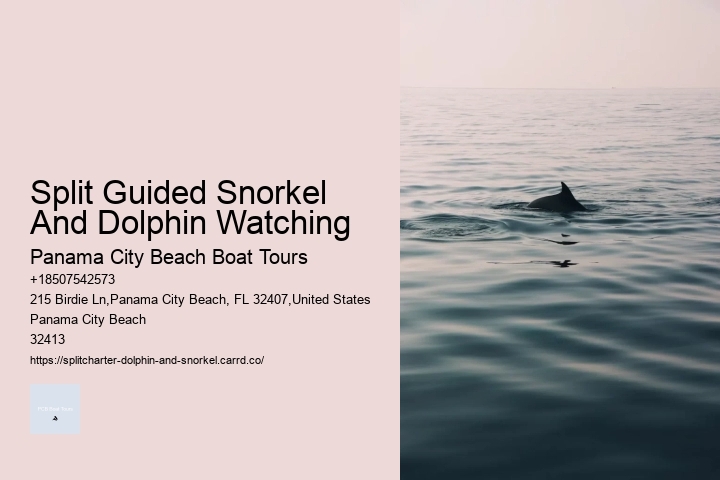 Split Guided Snorkel
And Dolphin Watching
Panama City Beach Boat Tours
+18507542573
215 Birdie Ln,Panama City Beach, FL 32407,United States
Panama City Beach
32413
https://splitcharter-dolphin-and-snorkel.carrd.co/